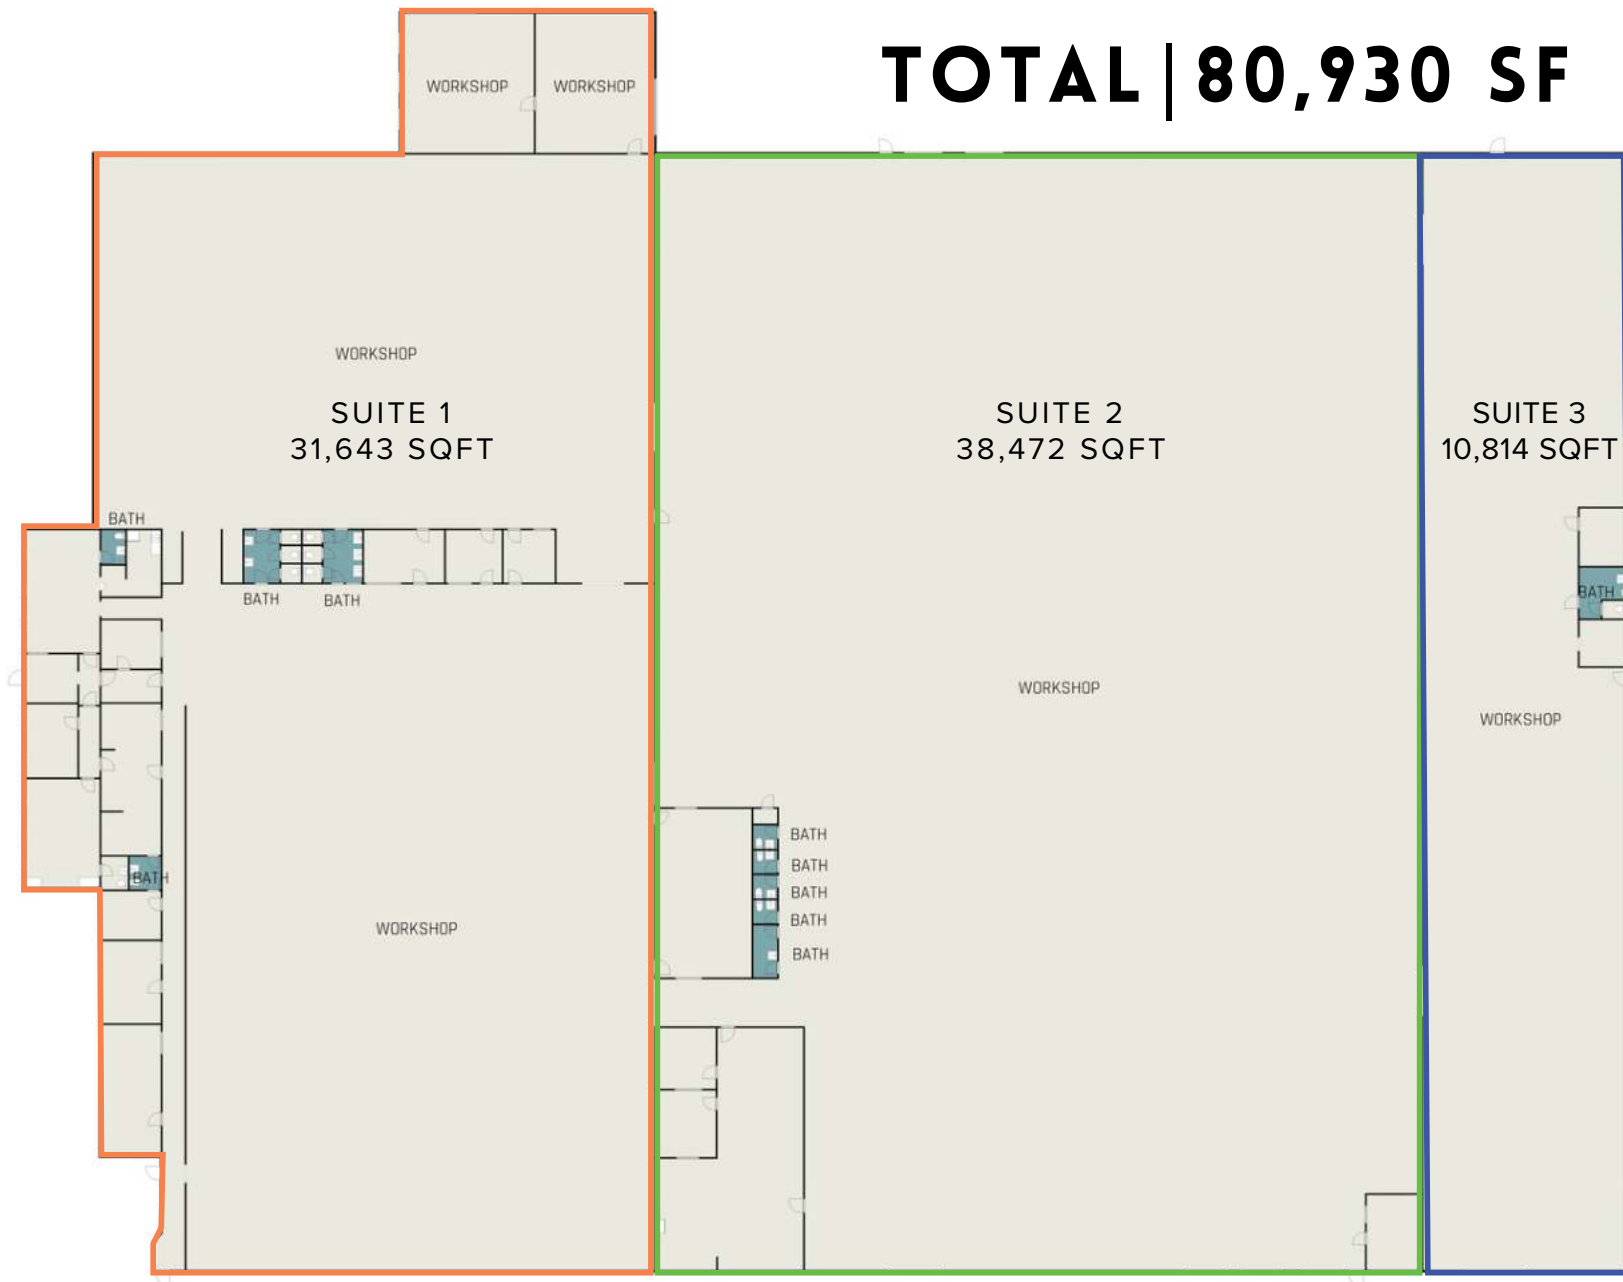 TOTAL|80,930 SF
WORKSHOP
WORKSHOP
WORKSHOP
SUITE 1
31,643 SQFT
SUITE 2
38,472 SQFT
SUITE 3
10,814 SQFT
BATH
BATH
BATH
BATH
WORKSHOP
WORKSHOP
BATH
BATH
BATH
BATH
BATH
BATH
WORKSHOP